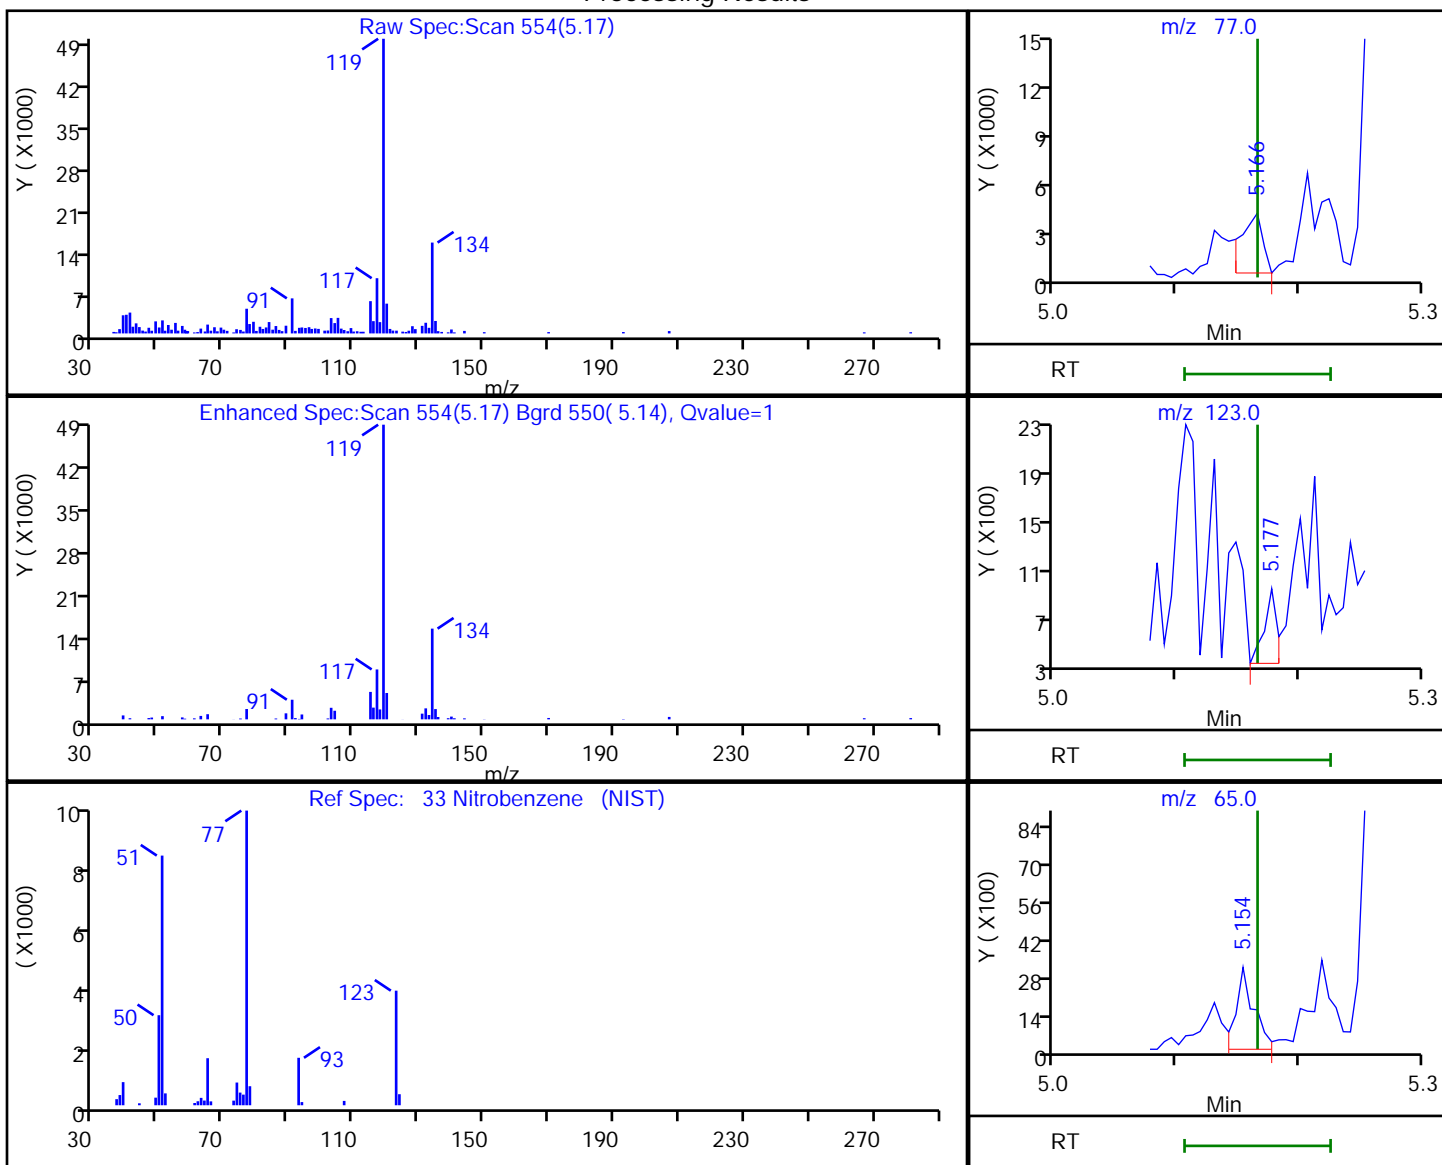 Processing Results
Raw Spec:Scan 554(5.17)
Y ( X1000)
49
42
35
28
21
14
7
0
119
134
117
91
30 70 110 150 190 230 270
m/z
m/z 77.0
Y ( X1000)
15
12
9
6
3
0
5.166
5.0 5.3
Min
RT
Enhanced Spec:Scan 554(5.17) Bgrd 550( 5.14), Qvalue=1
Y ( X1000)
49
42
35
28
21
14
7
0
119
134
117
91
30 70 110 150 190 230 270
m/z
m/z 123.0
Y ( X100)
23
19
15
11
7
3
5.177
5.0 5.3
Min
RT
Ref Spec: 33 Nitrobenzene (NIST)
( X1000)
10
8
6
4
2
0
77
51
50
123
93
30 70 110 150 190 230 270
m/z 65.0
Y ( X100)
84
70
56
42
28
14
0
5.154
5.0 5.3
Min
RT